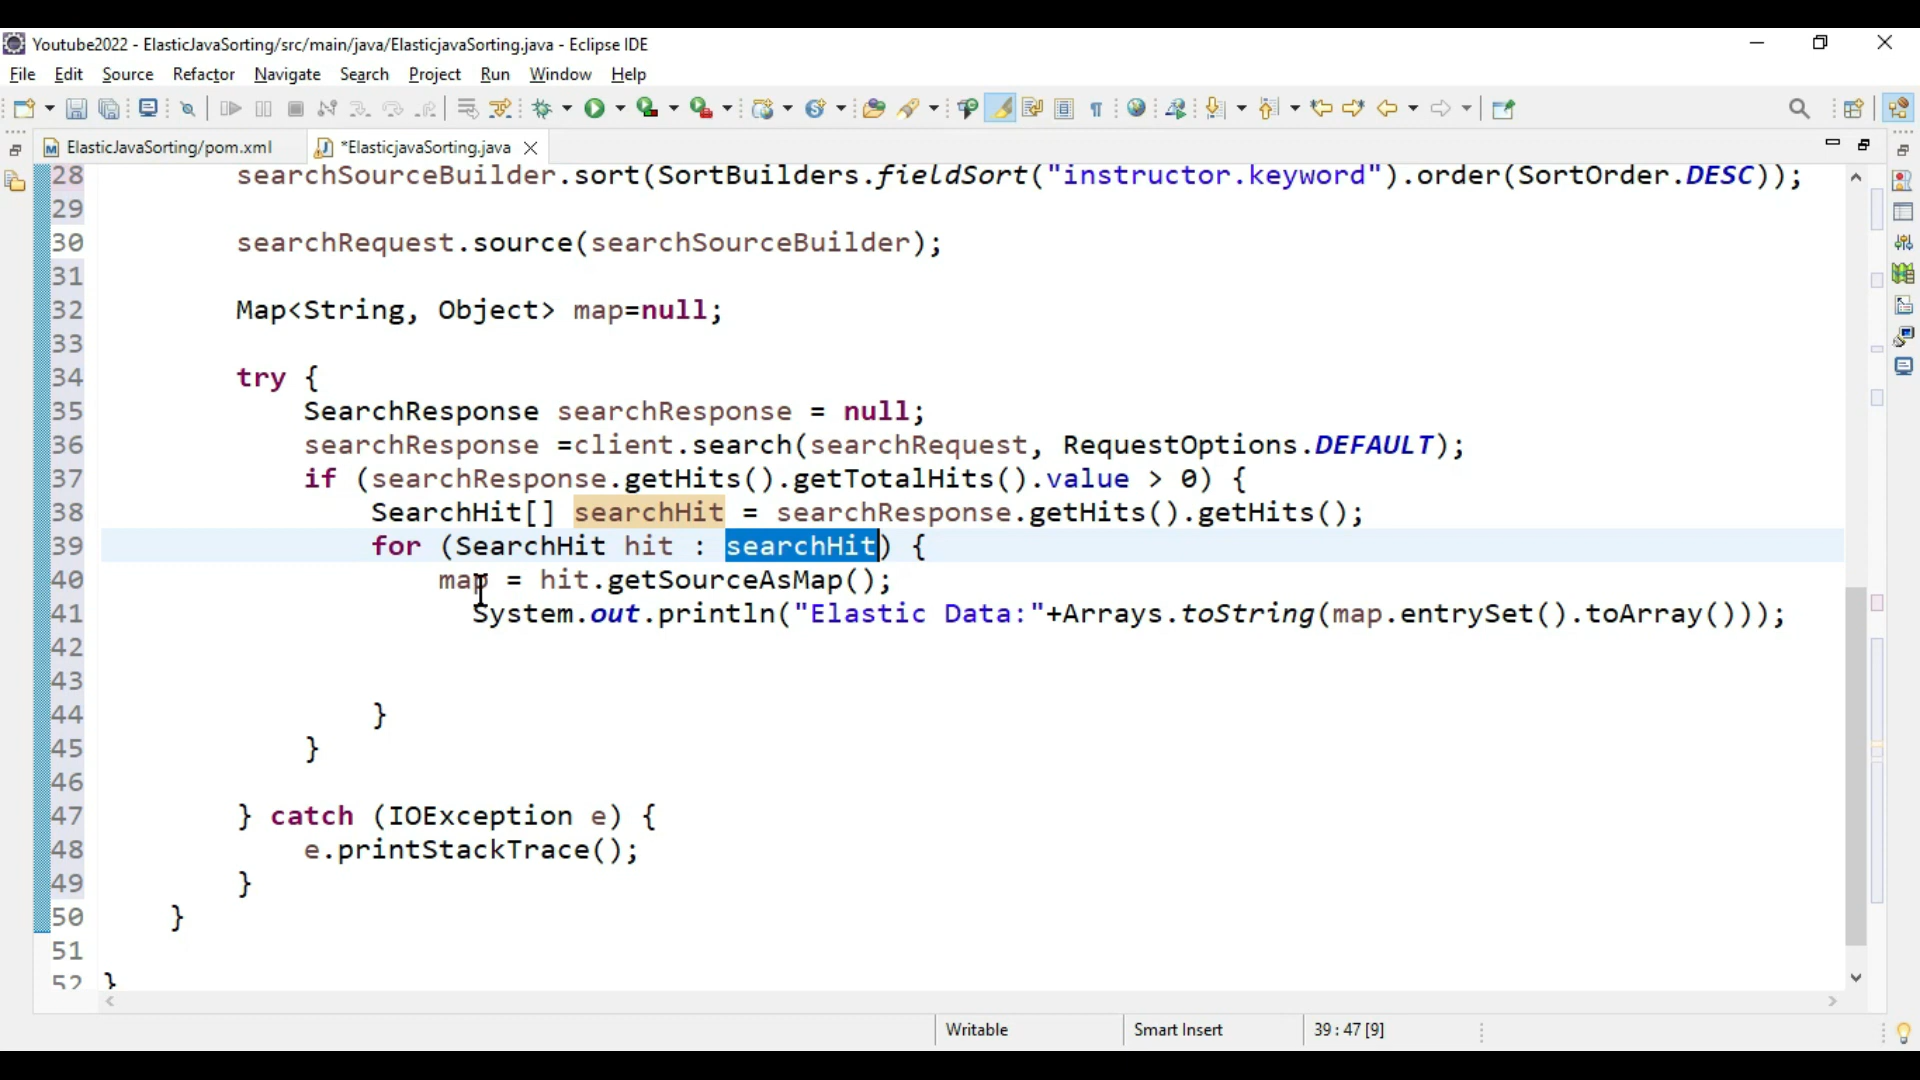 Youtube2022 - ElasticJavaSorting/src/main/java/ElasticjavaSorting.java - Eclipse IDE
File Edit Source Refactor Navigate Search Project Run Window Help
ElasticJavaSorting/pom.xml *ElasticjavaSorting.java
28 searchSourceBuilder.sort(SortBuilders.fieldSort("instructor.keyword").order(SortOrder.DESC));
29
30 searchRequest.source(searchSourceBuilder);
31
32 Map<String, Object> map=null;
33
34 try {
35 SearchResponse searchResponse = null;
36 searchResponse =client.search(searchRequest, RequestOptions.DEFAULT);
37 if (searchResponse.getHits().getTotalHits().value > 0) {
38 SearchHit[] searchHit = searchResponse.getHits().getHits();
39 for (SearchHit hit : searchHit) {
40 map = hit.getSourceAsMap();
41 System.out.println("Elastic Data:"+Arrays.toString(map.entrySet().toArray()));
42
43
44 }
45 }
46
47 } catch (IOException e) {
48 e.printStackTrace();
49 }
50 }
51
52 }
Writable Smart Insert 39 : 47 [9]